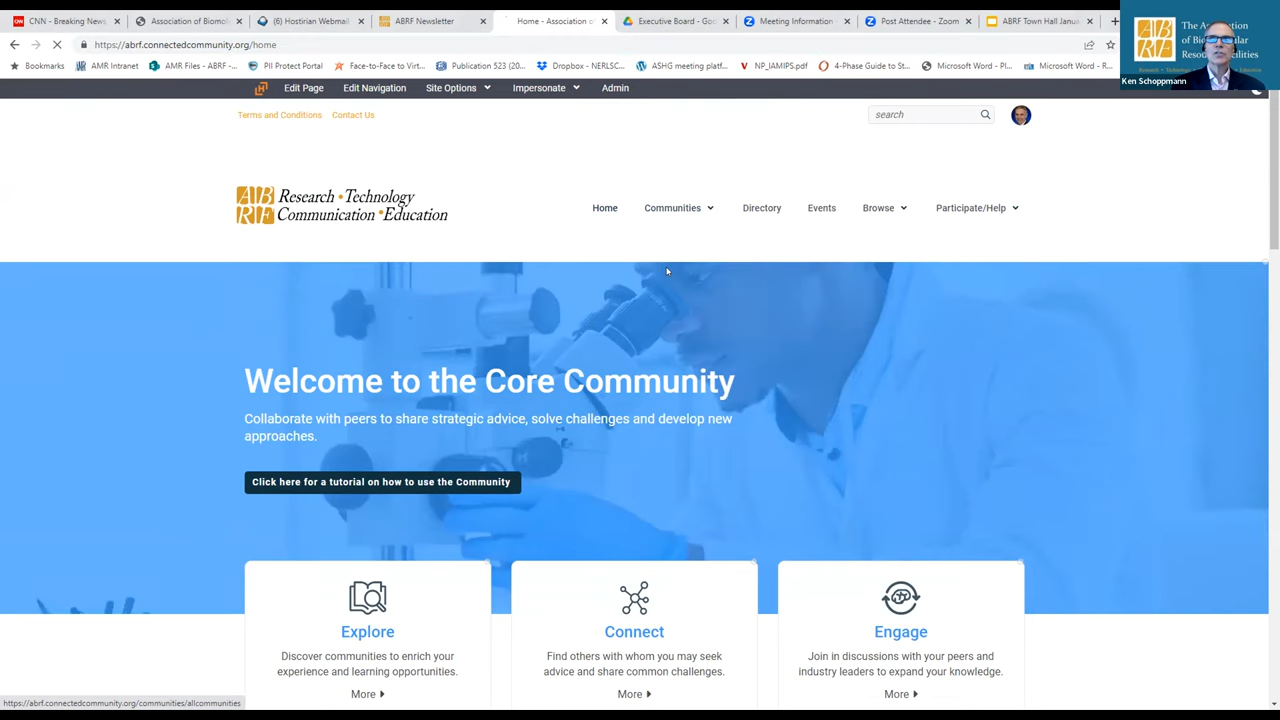 CNN - Breaking News,
Association of Biomole
(6) Hostirian Webmail
ABRF Newsletter
Home - Association of
Executive Board - Goo
Meeting Information -
Post Attendee - Zoom
ABRF Town Hall Janua
https://abrf.connectedcommunity.org/home
Bookmarks
AMR Intranet
AMR Files - ABRF -...
PII Protect Portal
Face-to-Face to Virt...
Publication 523 (20...
Dropbox - NERLSC...
ASHG meeting platf...
NP_IAMIPS.pdf
4-Phase Guide to St...
Microsoft Word - Pl...
Microsoft Word - R...
The Association
of Biomolecular
Resource Facilities
Ken Schoppmann
Edit Page
Edit Navigation
Site Options
Impersonate
Admin
Terms and Conditions
Contact Us
search
ABRF
Research • Technology
Communication • Education
Home
Communities
Directory
Events
Browse
Participate/Help
Welcome to the Core Community
Collaborate with peers to share strategic advice, solve challenges and develop new
approaches.
Click here for a tutorial on how to use the Community
Explore
Discover communities to enrich your
experience and learning opportunities.
More
Connect
Find others with whom you may seek
advice and share common challenges.
More
Engage
Join in discussions with your peers and
industry leaders to expand your knowledge.
More
https://abrf.connectedcommunity.org/communities/allcommunities